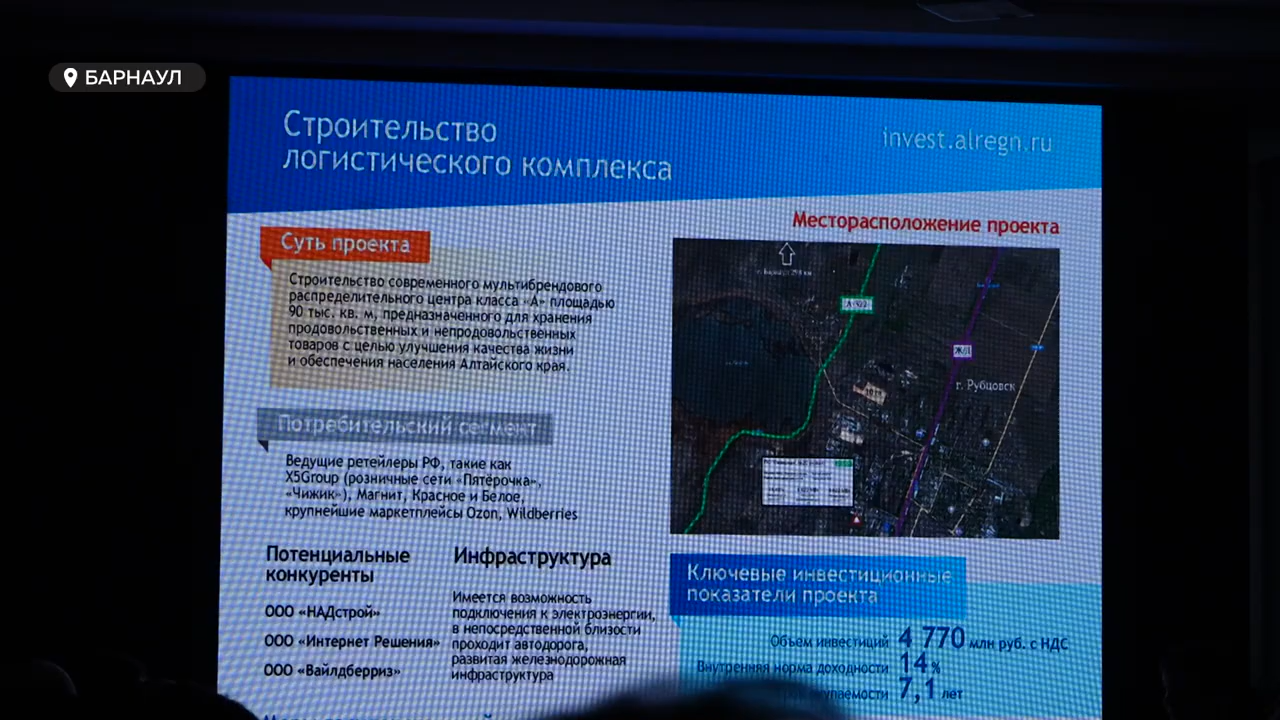 БАРНАУЛ
Строительство
логистического комплекса
invest.alregn.ru
Суть проекта
Строительство современного мультибрендового
распределительного центра класса «А» площадью
90 тыс. кв. м, предназначенного для хранения
продовольственных и непродовольственных
товаров с целью улучшения качества жизни
и обеспечения населения Алтайского края.
Потребительский сегмент
Ведущие ретейлеры РФ, такие как
X5Group (розничные сети «Пятёрочка»,
«Чижик»), Магнит, Красное и Белое,
крупнейшие маркетплейсы Ozon, Wildberries
Потенциальные
конкуренты
ООО «НАДстрой»
ООО «Интернет Решения»
ООО «Вайлдберриз»
Инфраструктура
Имеется возможность
подключения к электроэнергии,
в непосредственной близости
проходит автодорога,
развитая железнодорожная
инфраструктура
Месторасположение проекта
А-322
Ж/Д
г. Рубцовск
Ключевые инвестиционные
показатели проекта
Объем инвестиций 4 770 млн руб. с НДС
Внутренняя норма доходности 14 %
7,1 лет